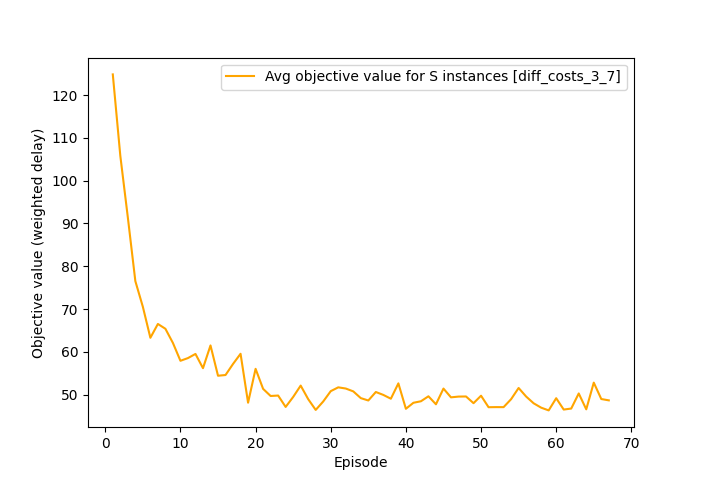 Avg objective value for S instances [diff_costs_3_7]
Objective value (weighted delay)
120
110
100
90
80
70
60
50
0 10 20 30 40 50 60 70
Episode